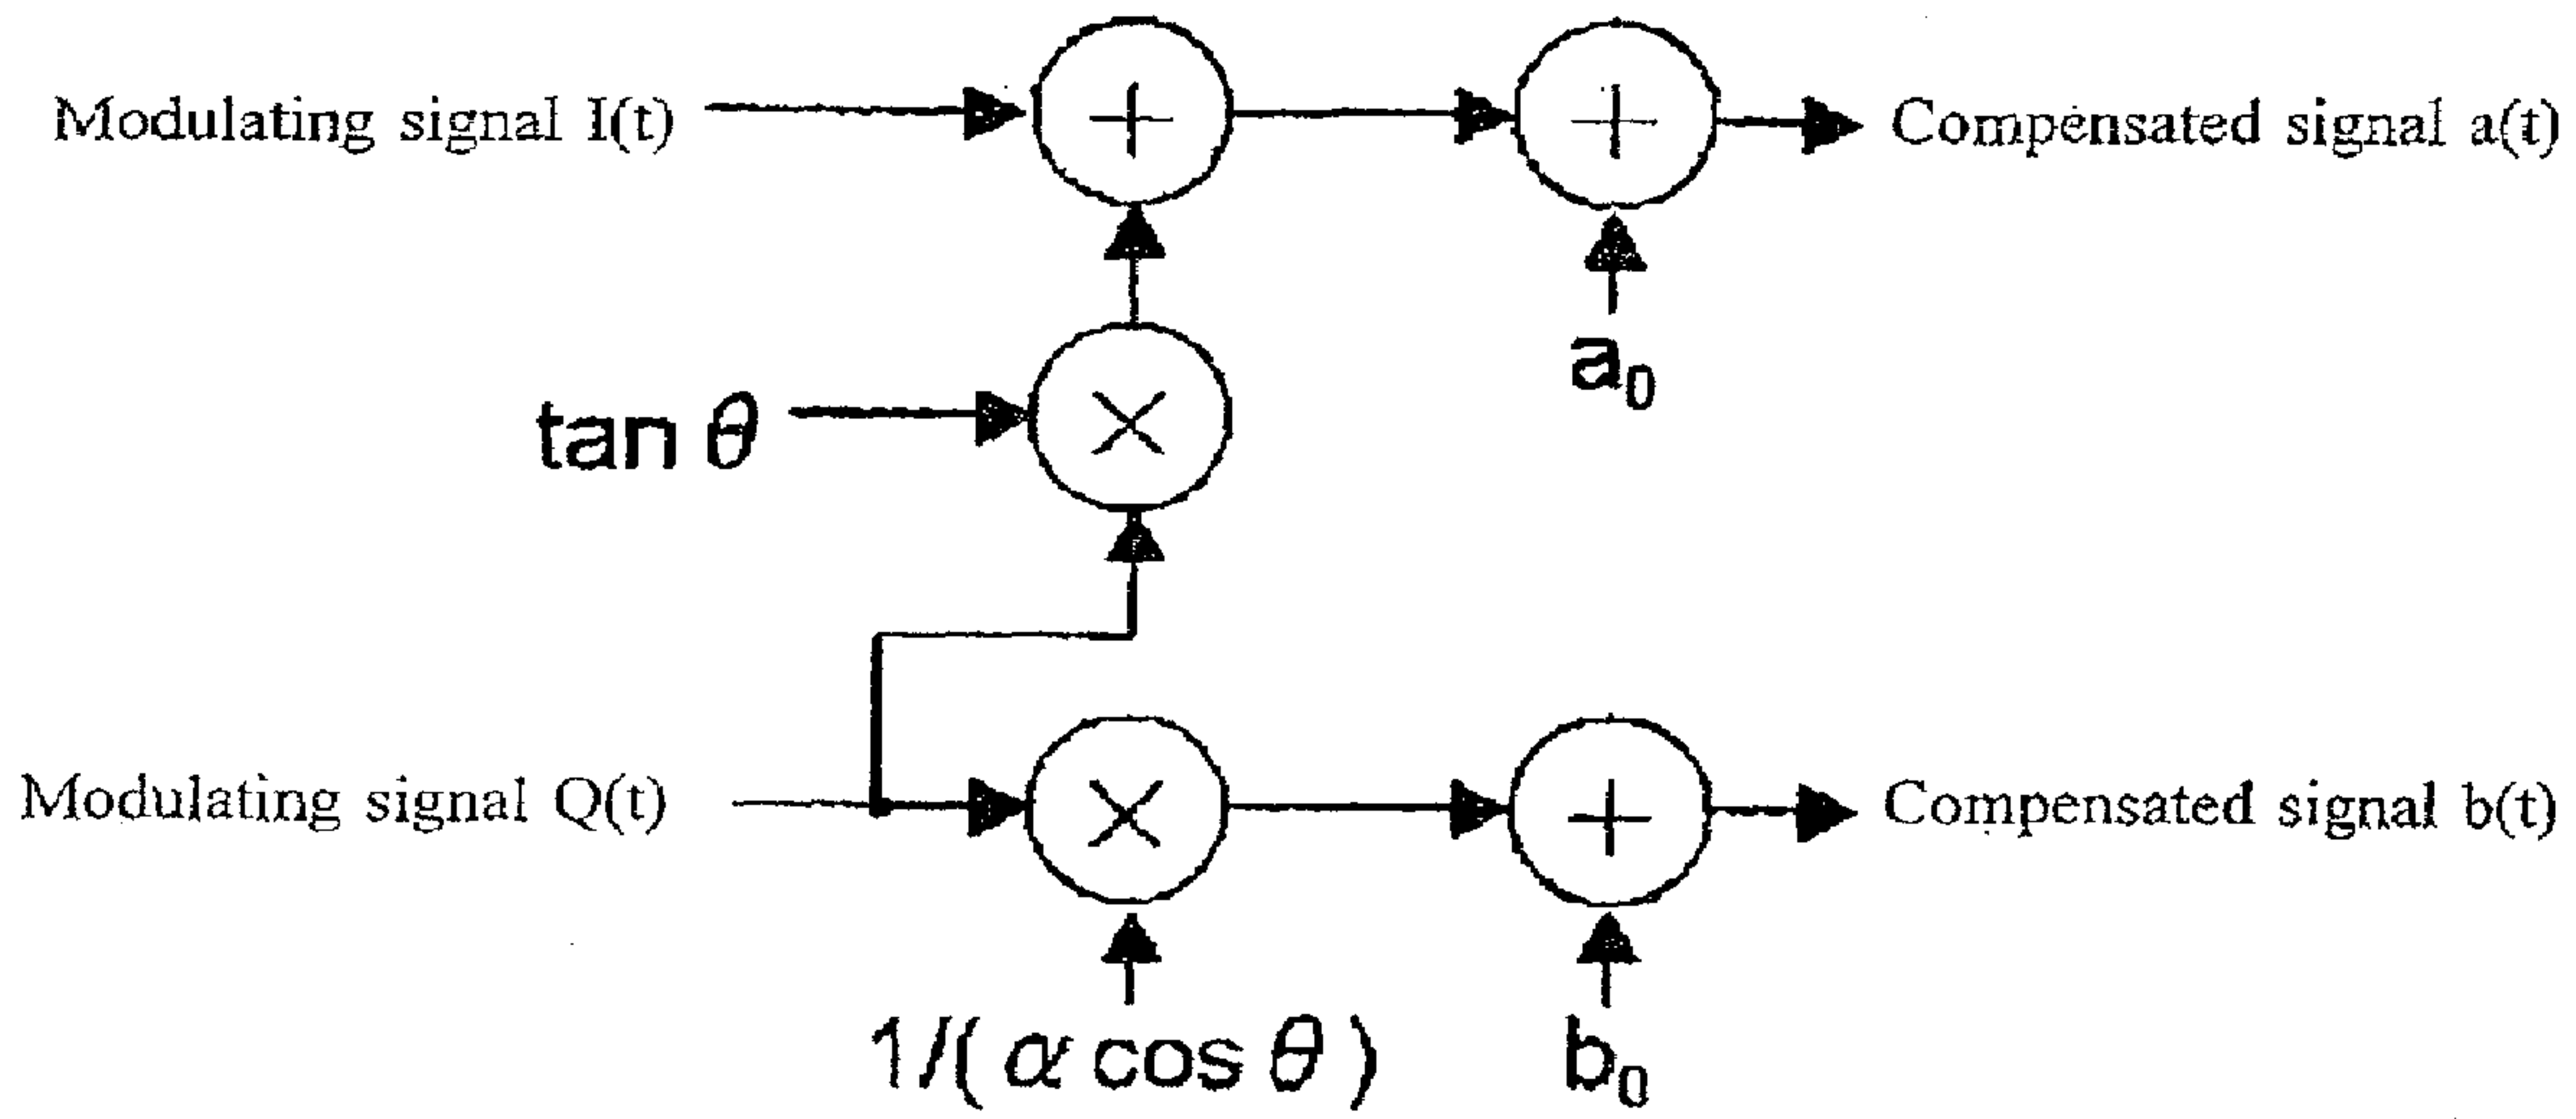 Modulating signal I(t)
+
+
Compensated signal a(t)
a₀
tan θ
×
Modulating signal Q(t)
×
+
Compensated signal b(t)
1/( α cos θ )
b₀